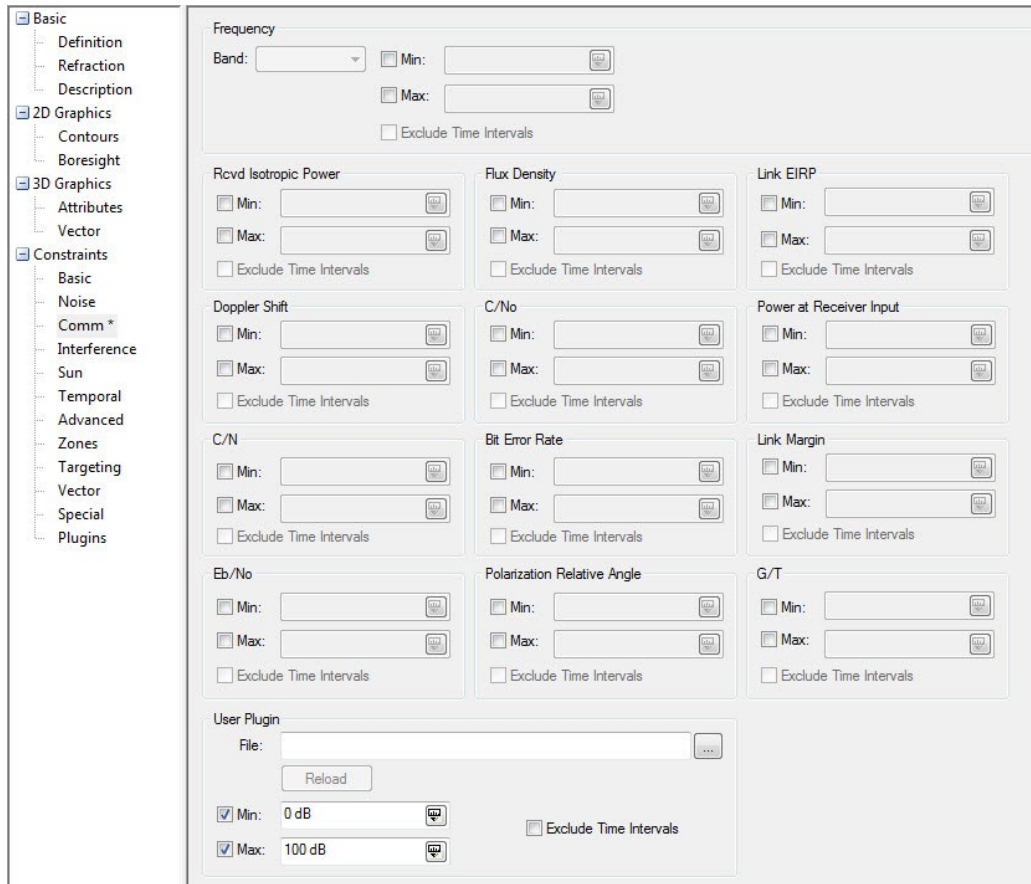 Basic
Definition
Refraction
Description
2D Graphics
Contours
Boresight
3D Graphics
Attributes
Vector
Constraints
Basic
Noise
Comm *
Interference
Sun
Temporal
Advanced
Zones
Targeting
Vector
Special
Plugins
Frequency
Band:
Min:
Max:
Exclude Time Intervals
Rcvd Isotropic Power
Min:
Max:
Exclude Time Intervals
Flux Density
Min:
Max:
Exclude Time Intervals
Link EIRP
Min:
Max:
Exclude Time Intervals
Doppler Shift
Min:
Max:
Exclude Time Intervals
C/No
Min:
Max:
Exclude Time Intervals
Power at Receiver Input
Min:
Max:
Exclude Time Intervals
C/N
Min:
Max:
Exclude Time Intervals
Bit Error Rate
Min:
Max:
Exclude Time Intervals
Link Margin
Min:
Max:
Exclude Time Intervals
Eb/No
Min:
Max:
Exclude Time Intervals
Polarization Relative Angle
Min:
Max:
Exclude Time Intervals
G/T
Min:
Max:
Exclude Time Intervals
User Plugin
File:
...
Reload
Min: 0 dB
Exclude Time Intervals
Max: 100 dB